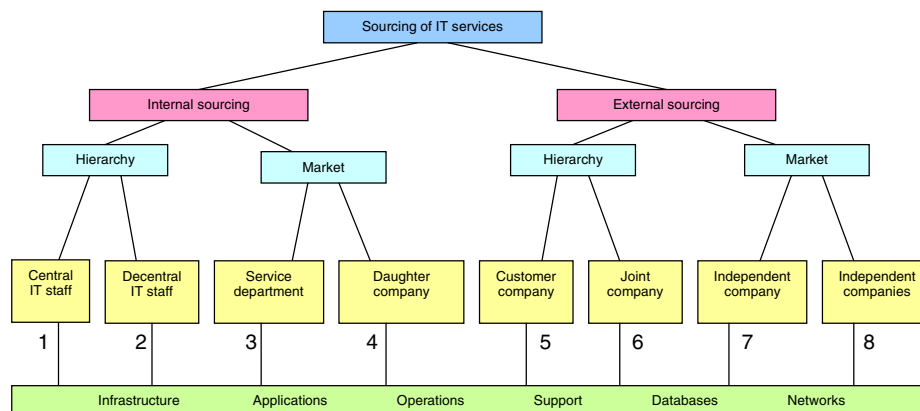 Sourcing of IT services
Internal sourcing
External sourcing
Hierarchy
Market
Hierarchy
Market
Central
IT staff
Decentral
IT staff
Service
department
Daughter
company
Customer
company
Joint
company
Independent
company
Independent
companies
1
2
3
4
5
6
7
8
Infrastructure
Applications
Operations
Support
Databases
Networks